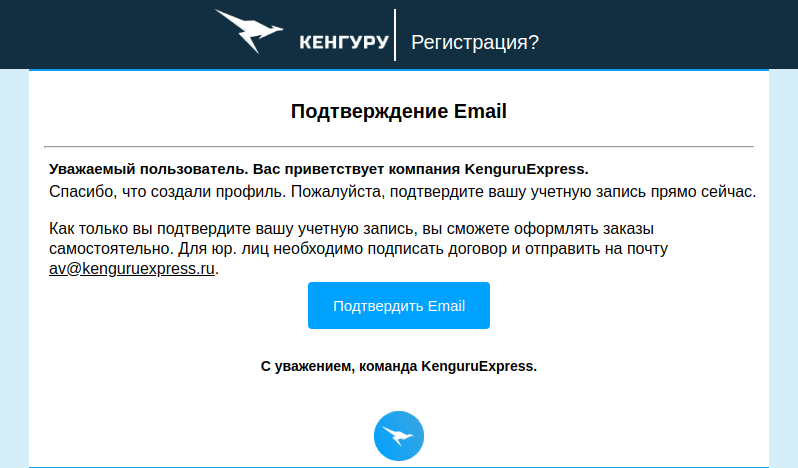 КЕНГУРУ
Регистрация?
Подтверждение Email
Уважаемый пользователь. Вас приветствует компания KenguruExpress.
Спасибо, что создали профиль. Пожалуйста, подтвердите вашу учетную запись прямо сейчас.
Как только вы подтвердите вашу учетную запись, вы сможете оформлять заказы
самостоятельно. Для юр. лиц необходимо подписать договор и отправить на почту
av@kenguruexpress.ru.
Подтвердить Email
С уважением, команда KenguruExpress.